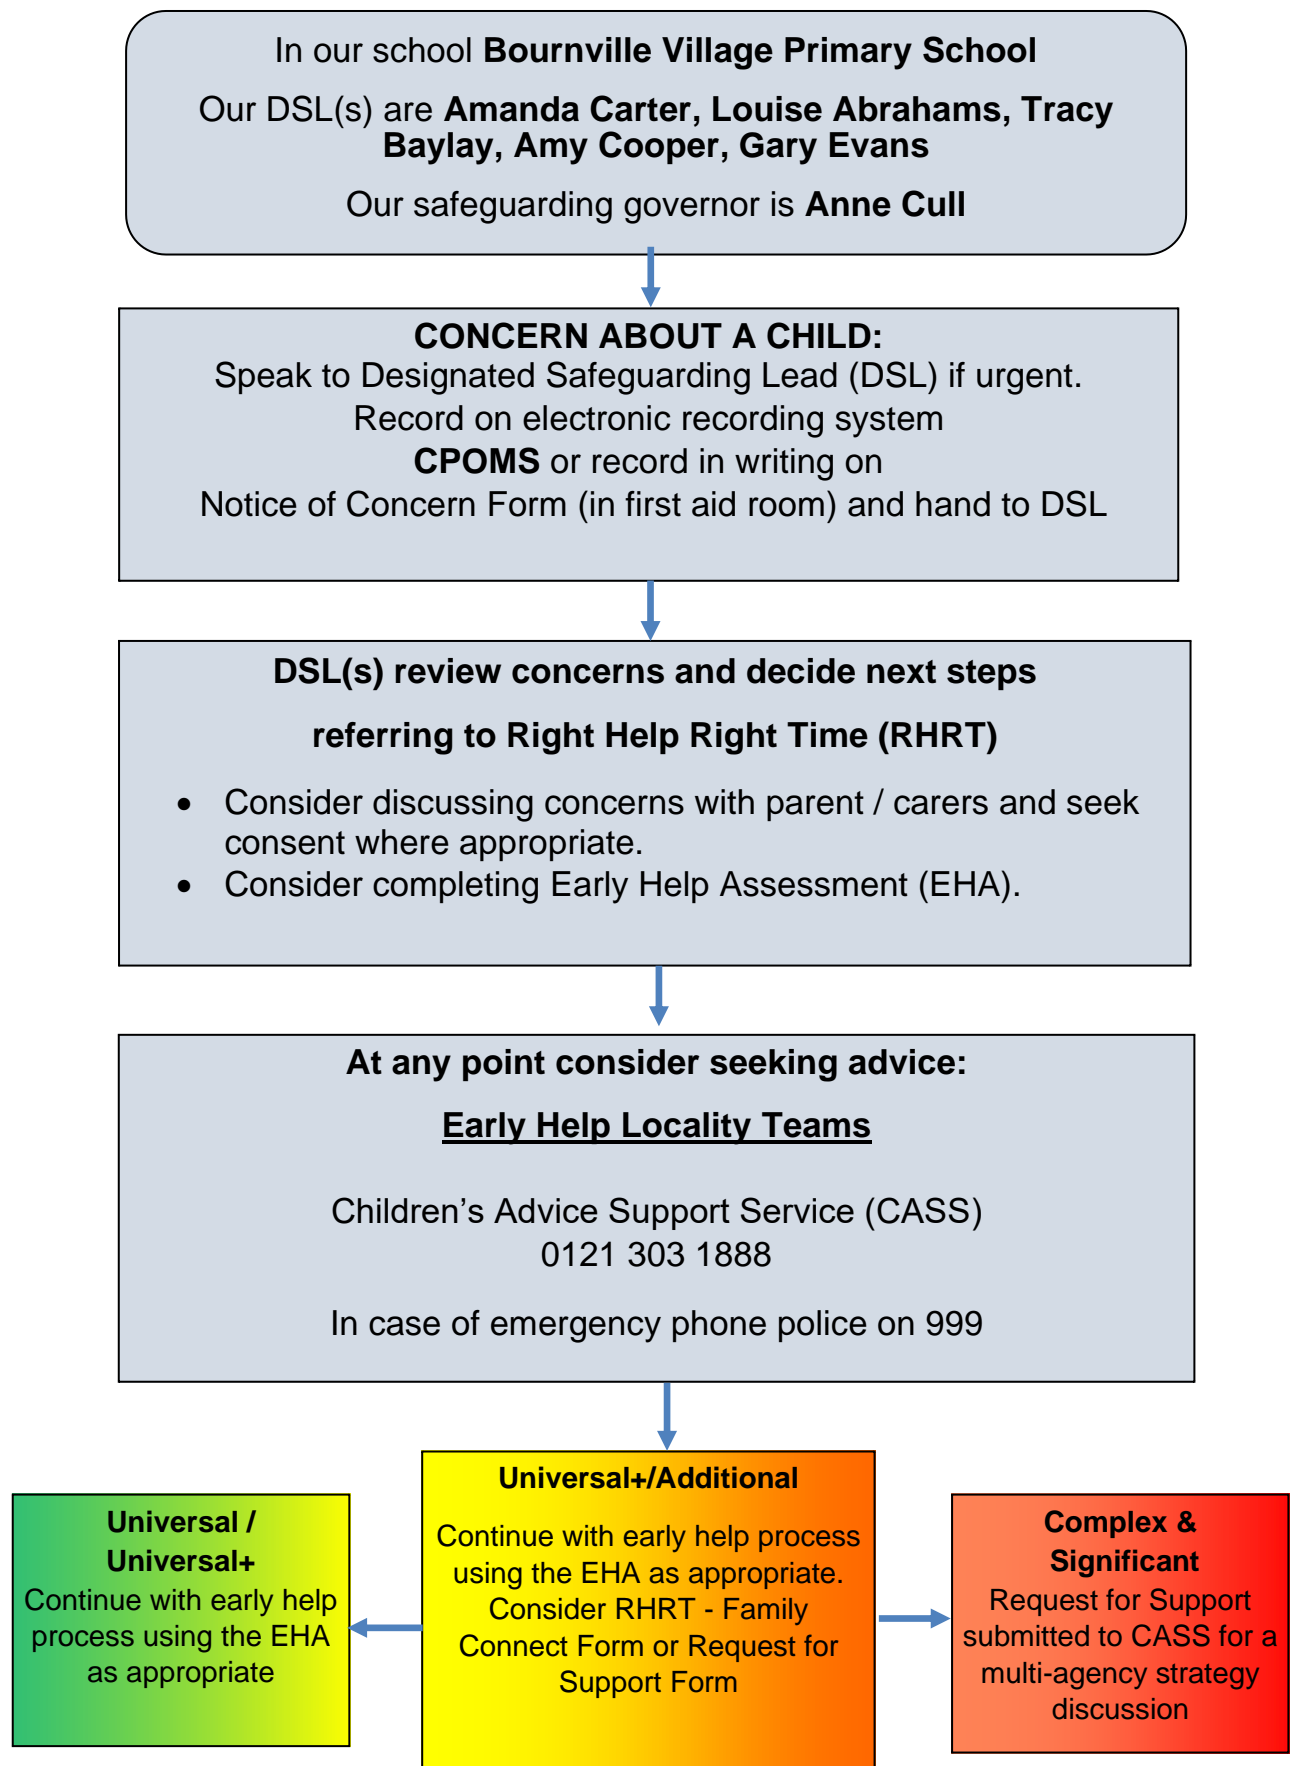 In our school Bournville Village Primary School
Our DSL(s) are Amanda Carter, Louise Abrahams, Tracy
Baylay, Amy Cooper, Gary Evans
Our safeguarding governor is Anne Cull
CONCERN ABOUT A CHILD:
Speak to Designated Safeguarding Lead (DSL) if urgent.
Record on electronic recording system
CPOMS or record in writing on
Notice of Concern Form (in first aid room) and hand to DSL
DSL(s) review concerns and decide next steps
referring to Right Help Right Time (RHRT)
• Consider discussing concerns with parent / carers and seek
consent where appropriate.
• Consider completing Early Help Assessment (EHA).
At any point consider seeking advice:
Early Help Locality Teams
Children’s Advice Support Service (CASS)
0121 303 1888
In case of emergency phone police on 999
Universal /
Universal+
Continue with early help
process using the EHA
as appropriate
Universal+/Additional
Continue with early help process
using the EHA as appropriate.
Consider RHRT - Family
Connect Form or Request for
Support Form
Complex &
Significant
Request for Support
submitted to CASS for a
multi-agency strategy
discussion